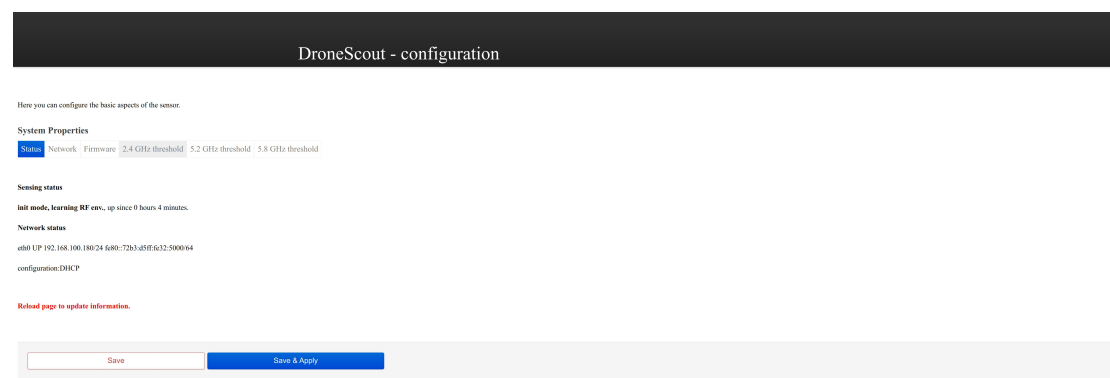 DroneScout - configuration
Here you can configure the basic aspects of the sensor.
System Properties
Status Network Firmware 2.4 GHz threshold 5.2 GHz threshold 5.8 GHz threshold
Sensing status
init mode, learning RF env., up since 0 hours 4 minutes.
Network status
eth0 UP 192.168.100.180/24 fe80::72b3:d5ff:fe32:5000/64
configuration:DHCP
Reload page to update information.
Save Save & Apply